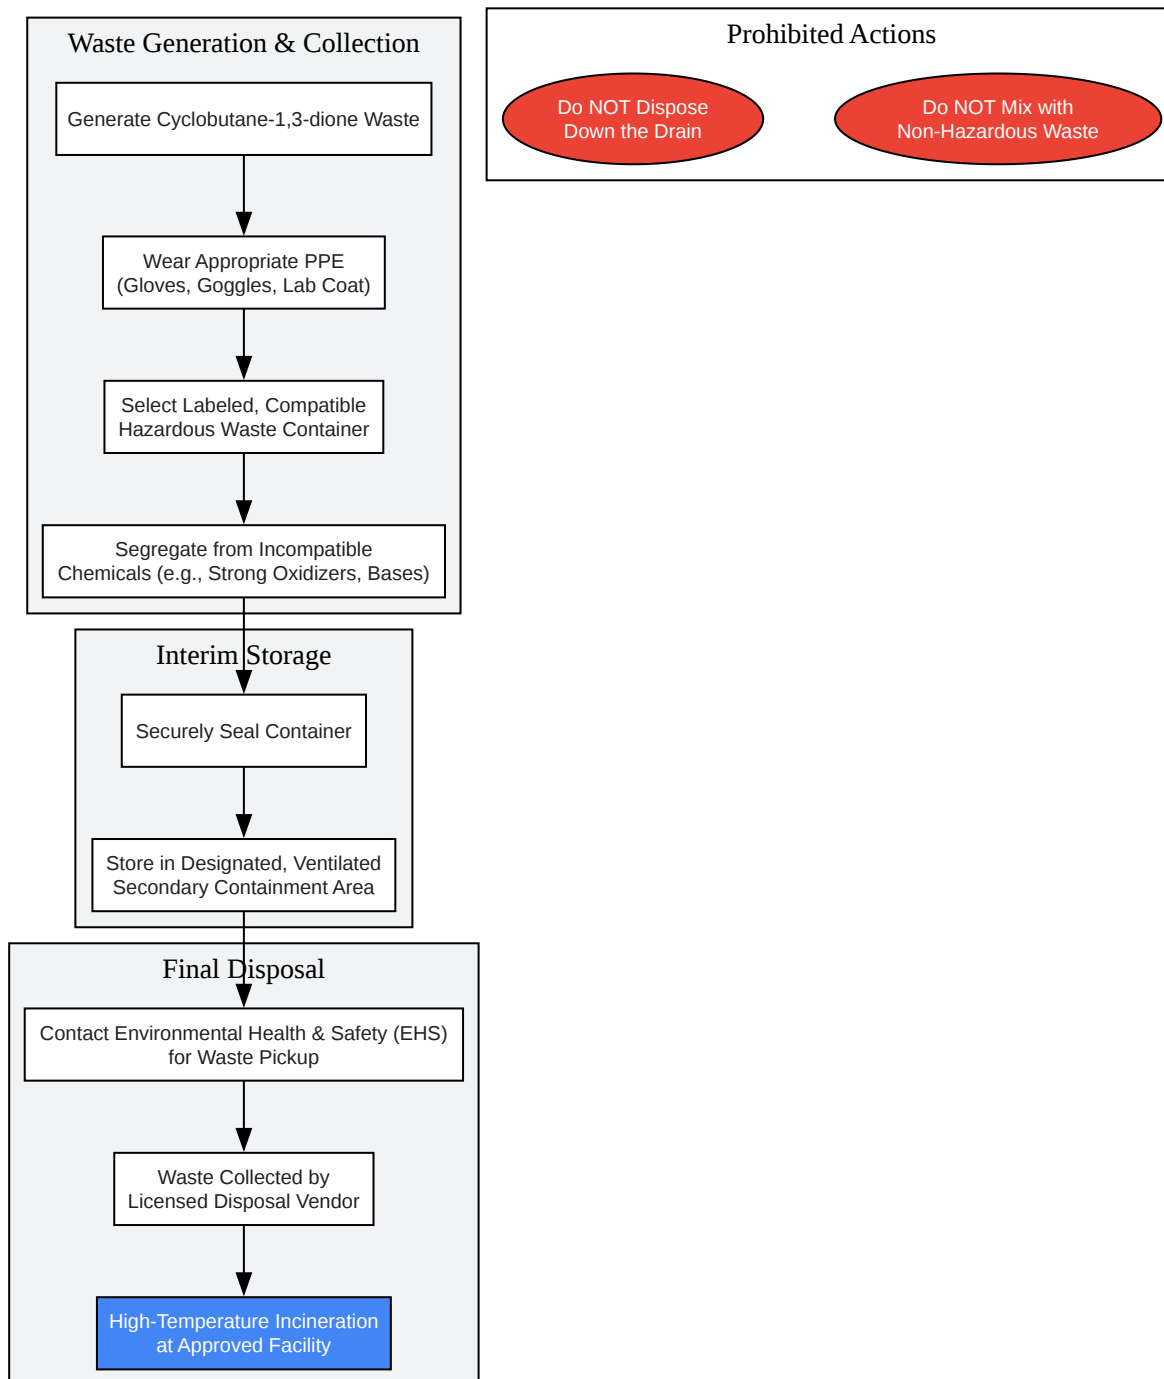 Waste Generation & Collection
Generate Cyclobutane-1,3-dione Waste
Wear Appropriate PPE
(Gloves, Goggles, Lab Coat)
Select Labeled, Compatible
Hazardous Waste Container
Segregate from Incompatible
Chemicals (e.g., Strong Oxidizers, Bases)
Interim Storage
Securely Seal Container
Store in Designated, Ventilated
Secondary Containment Area
Final Disposal
Contact Environmental Health & Safety (EHS)
for Waste Pickup
Waste Collected by
Licensed Disposal Vendor
High-Temperature Incineration
at Approved Facility
Prohibited Actions
Do NOT Dispose
Down the Drain
Do NOT Mix with
Non-Hazardous Waste